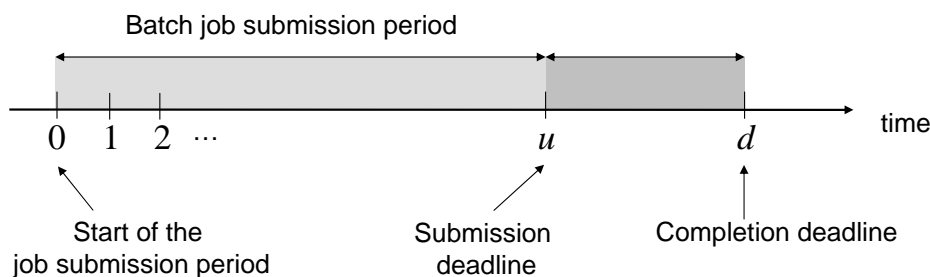 Batch job submission period
0 1 2 ... u d
time
Start of the
job submission period
Submission
deadline
Completion deadline